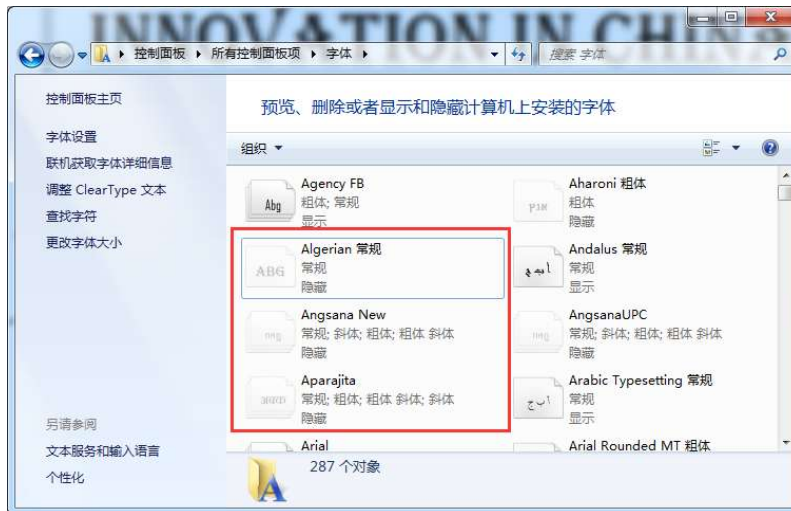 INNOVATION IN CHINA
控制面板 ▸ 所有控制面板项 ▸ 字体 ▸
搜索 字体
控制面板主页
字体设置
联机获取字体详细信息
调整 ClearType 文本
查找字符
更改字体大小
另请参阅
文本服务和输入语言
个性化
预览、删除或者显示和隐藏计算机上安装的字体
组织
Abg
Agency FB
粗体; 常规
显示
Aharoni 粗体
粗体
隐藏
ABG
Algerian 常规
常规
隐藏
Andalus 常规
常规
显示
Angsana New
常规; 斜体; 粗体; 粗体 斜体
隐藏
AngsanaUPC
常规; 斜体; 粗体; 粗体 斜体
隐藏
Aparajita
常规; 粗体; 粗体 斜体; 斜体
隐藏
Arabic Typesetting 常规
常规
显示
Arial
Arial Rounded MT 粗体
287 个对象